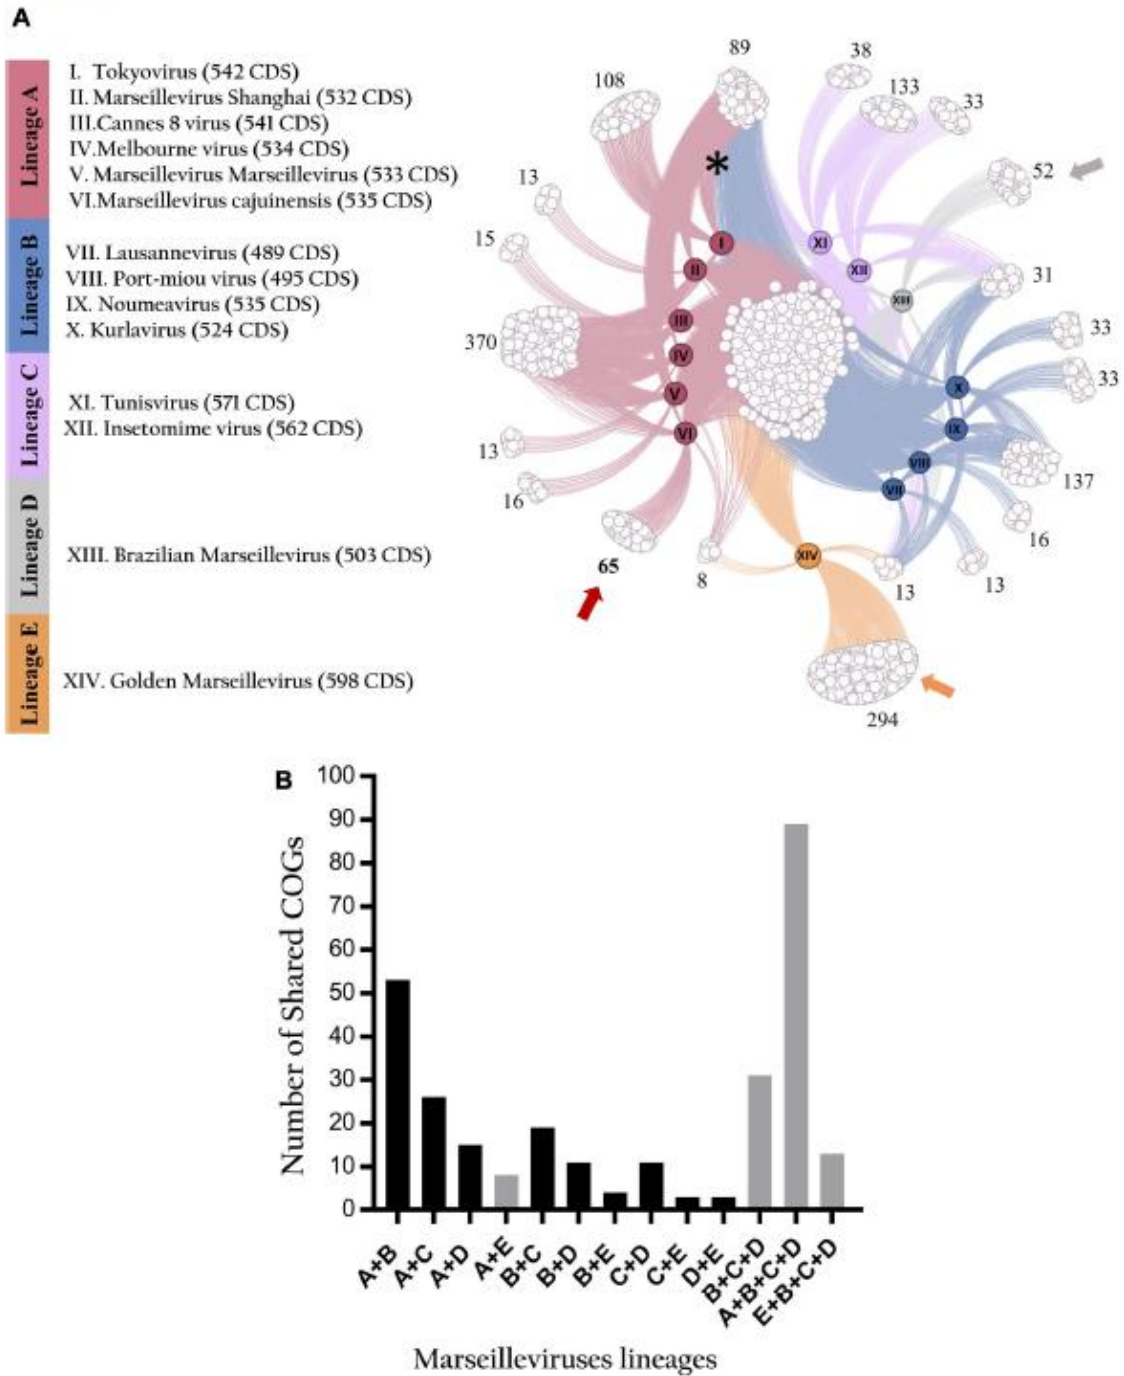 A
Lineage A
I. Tokyovirus (542 CDS)
II. Marseillevirus Shanghai (532 CDS)
III.Cannes 8 virus (541 CDS)
IV.Melbourne virus (534 CDS)
V. Marseillevirus Marseillevirus (533 CDS)
VI.Marseillevirus cajuinensis (535 CDS)
Lineage B
VII. Lausannevirus (489 CDS)
VIII. Port-miou virus (495 CDS)
IX. Noumeavirus (535 CDS)
X. Kurlavirus (524 CDS)
Lineage C
XI. Tunisvirus (571 CDS)
XII. Insetomime virus (562 CDS)
Lineage D
XIII. Brazilian Marseillevirus (503 CDS)
Lineage E
XIV. Golden Marseillevirus (598 CDS)
89
38
108
133
33
*
52
13
15
I
XI
II
XII
31
XIII
370
III
33
IV
33
V
X
VI
IX
13
VIII
137
16
VII
16
65
8
XIV
13
13
294
B
Number of Shared COGs
100
90
80
70
60
50
40
30
20
10
0
A+B
A+C
A+D
A+E
B+C
B+D
B+E
C+D
C+E
D+E
B+C+D
A+B+C+D
E+B+C+D
Marseilleviruses lineages